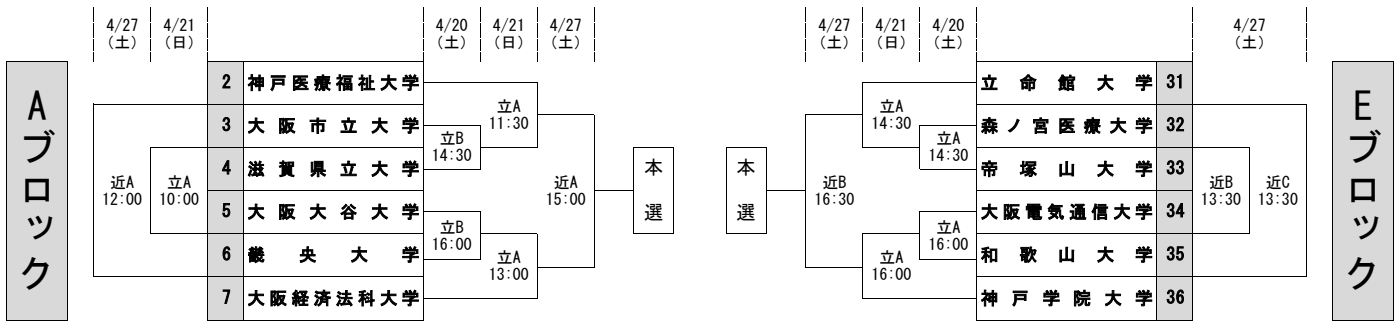 4/27 4/21 4/20 4/21 4/27 4/27 4/21 4/20 4/27
(土) (日) (土) (日) (土) (土) (日) (土) (土)
Aブロック
2 神戸医療福祉大学
3 大阪市立大学
4 滋賀県立大学
5 大阪大谷大学
6 畿央大学
7 大阪経済法科大学
近A
12:00
立A
10:00
立B
14:30
立B
16:00
立A
11:30
立A
13:00
近A
15:00
本選
本選
近B
16:30
立A
14:30
立A
16:00
立A
14:30
立A
16:00
立命館大学 31
森ノ宮医療大学 32
帝塚山大学 33
大阪電気通信大学 34
和歌山大学 35
神戸学院大学 36
近B
13:30
近C
13:30
Eブロック